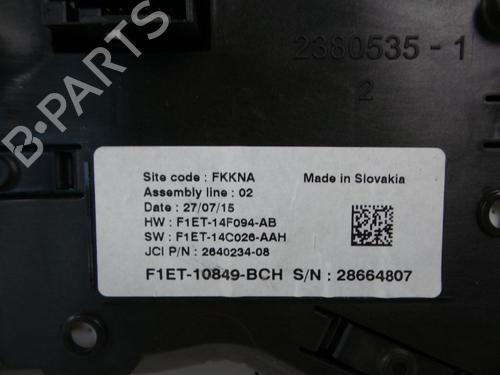 2380535-1
2
B-PARTS
Site code : FKKNA Made in Slovakia
Assembly line : 02
Date : 27/07/15
HW : F1ET-14F094-AB
SW : F1ET-14C026-AAH
JCI P/N : 2640234-08
F1ET-10849-BCH S/N : 28664807